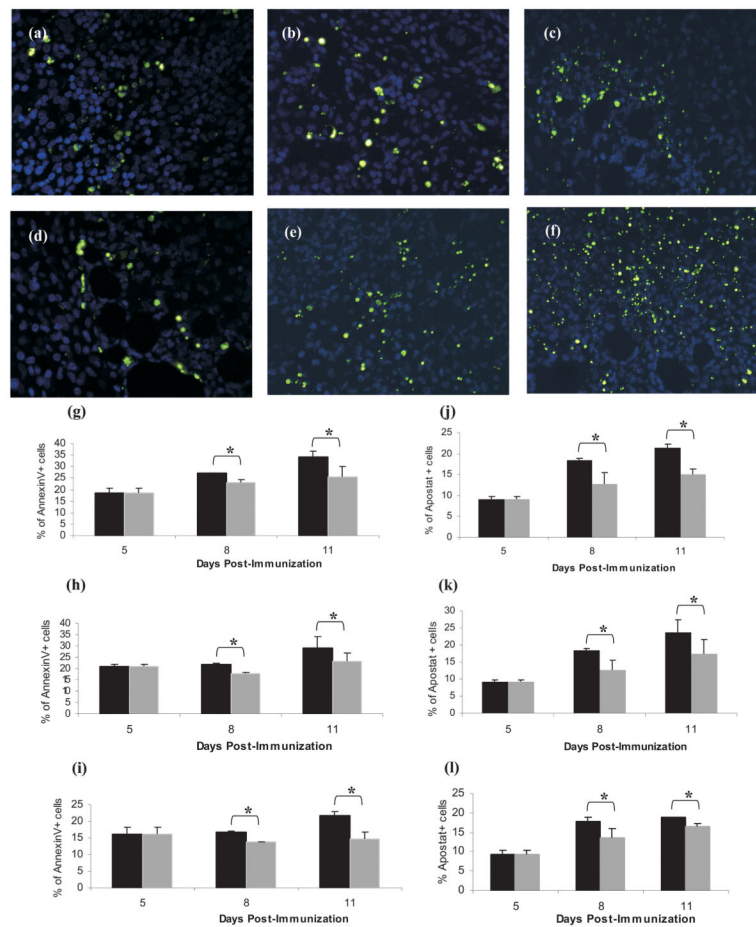 (a)
(b)
(c)
(d)
(e)
(f)
(g)
% of AnnexinV+ cells
40
35
30
25
20
15
10
5
0
*
*
5
8
11
Days Post-Immunization
(j)
% of Apostat + cells
25
20
15
10
5
0
*
*
5
8
11
Days Post-Immunization
(h)
% of AnnexinV+ cells
35
30
25
20
15
10
5
0
*
*
5
8
11
Days Post-Immunization
(k)
% of Apostat + cells
25
20
15
10
5
0
*
*
5
8
11
Days Post-Immunization
(i)
% of AnnexinV+ cells
25
20
15
10
5
0
*
*
5
8
11
Days Post-Immunization
(l)
% Apostat+ cells
25
20
15
10
5
0
*
*
5
8
11
Days Post-Immunization